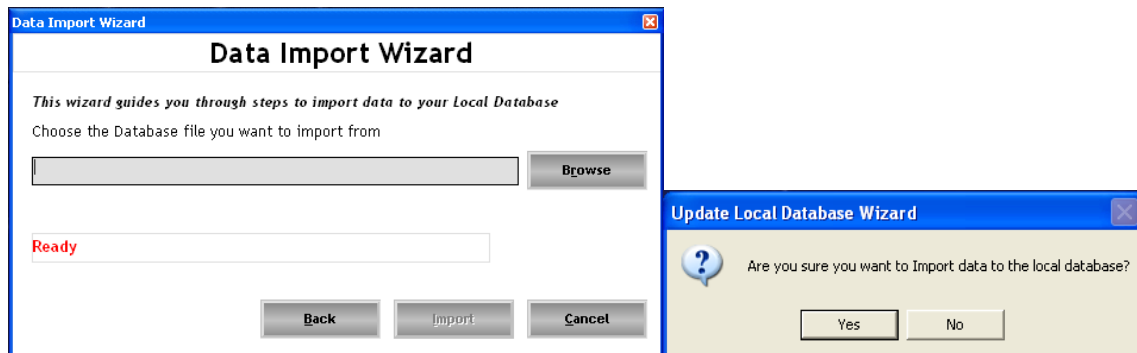 Data Import Wizard
Data Import Wizard
This wizard guides you through steps to import data to your Local Database
Choose the Database file you want to import from
Browse
Ready
Back Import Cancel
Update Local Database Wizard
Are you sure you want to Import data to the local database?
Yes No